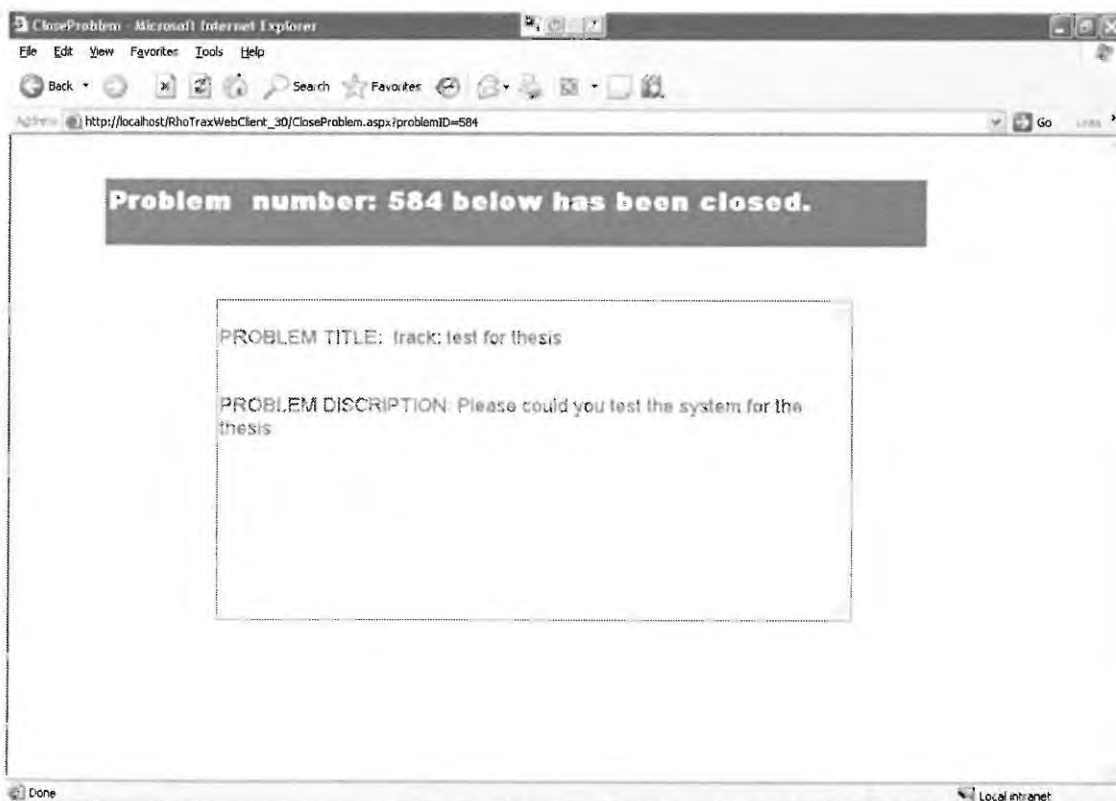 CloseProblem - Microsoft Internet Explorer
File Edit View Favorites Tools Help
Back Search Favorites
Address http://localhost/RhoTraxWebClient_30/CloseProblem.aspx?problemID=584 Go Links
Problem number: 584 below has been closed.
PROBLEM TITLE: track: test for thesis
PROBLEM DISCRIPTION: Please could you test the system for the
thesis
Done Local intranet